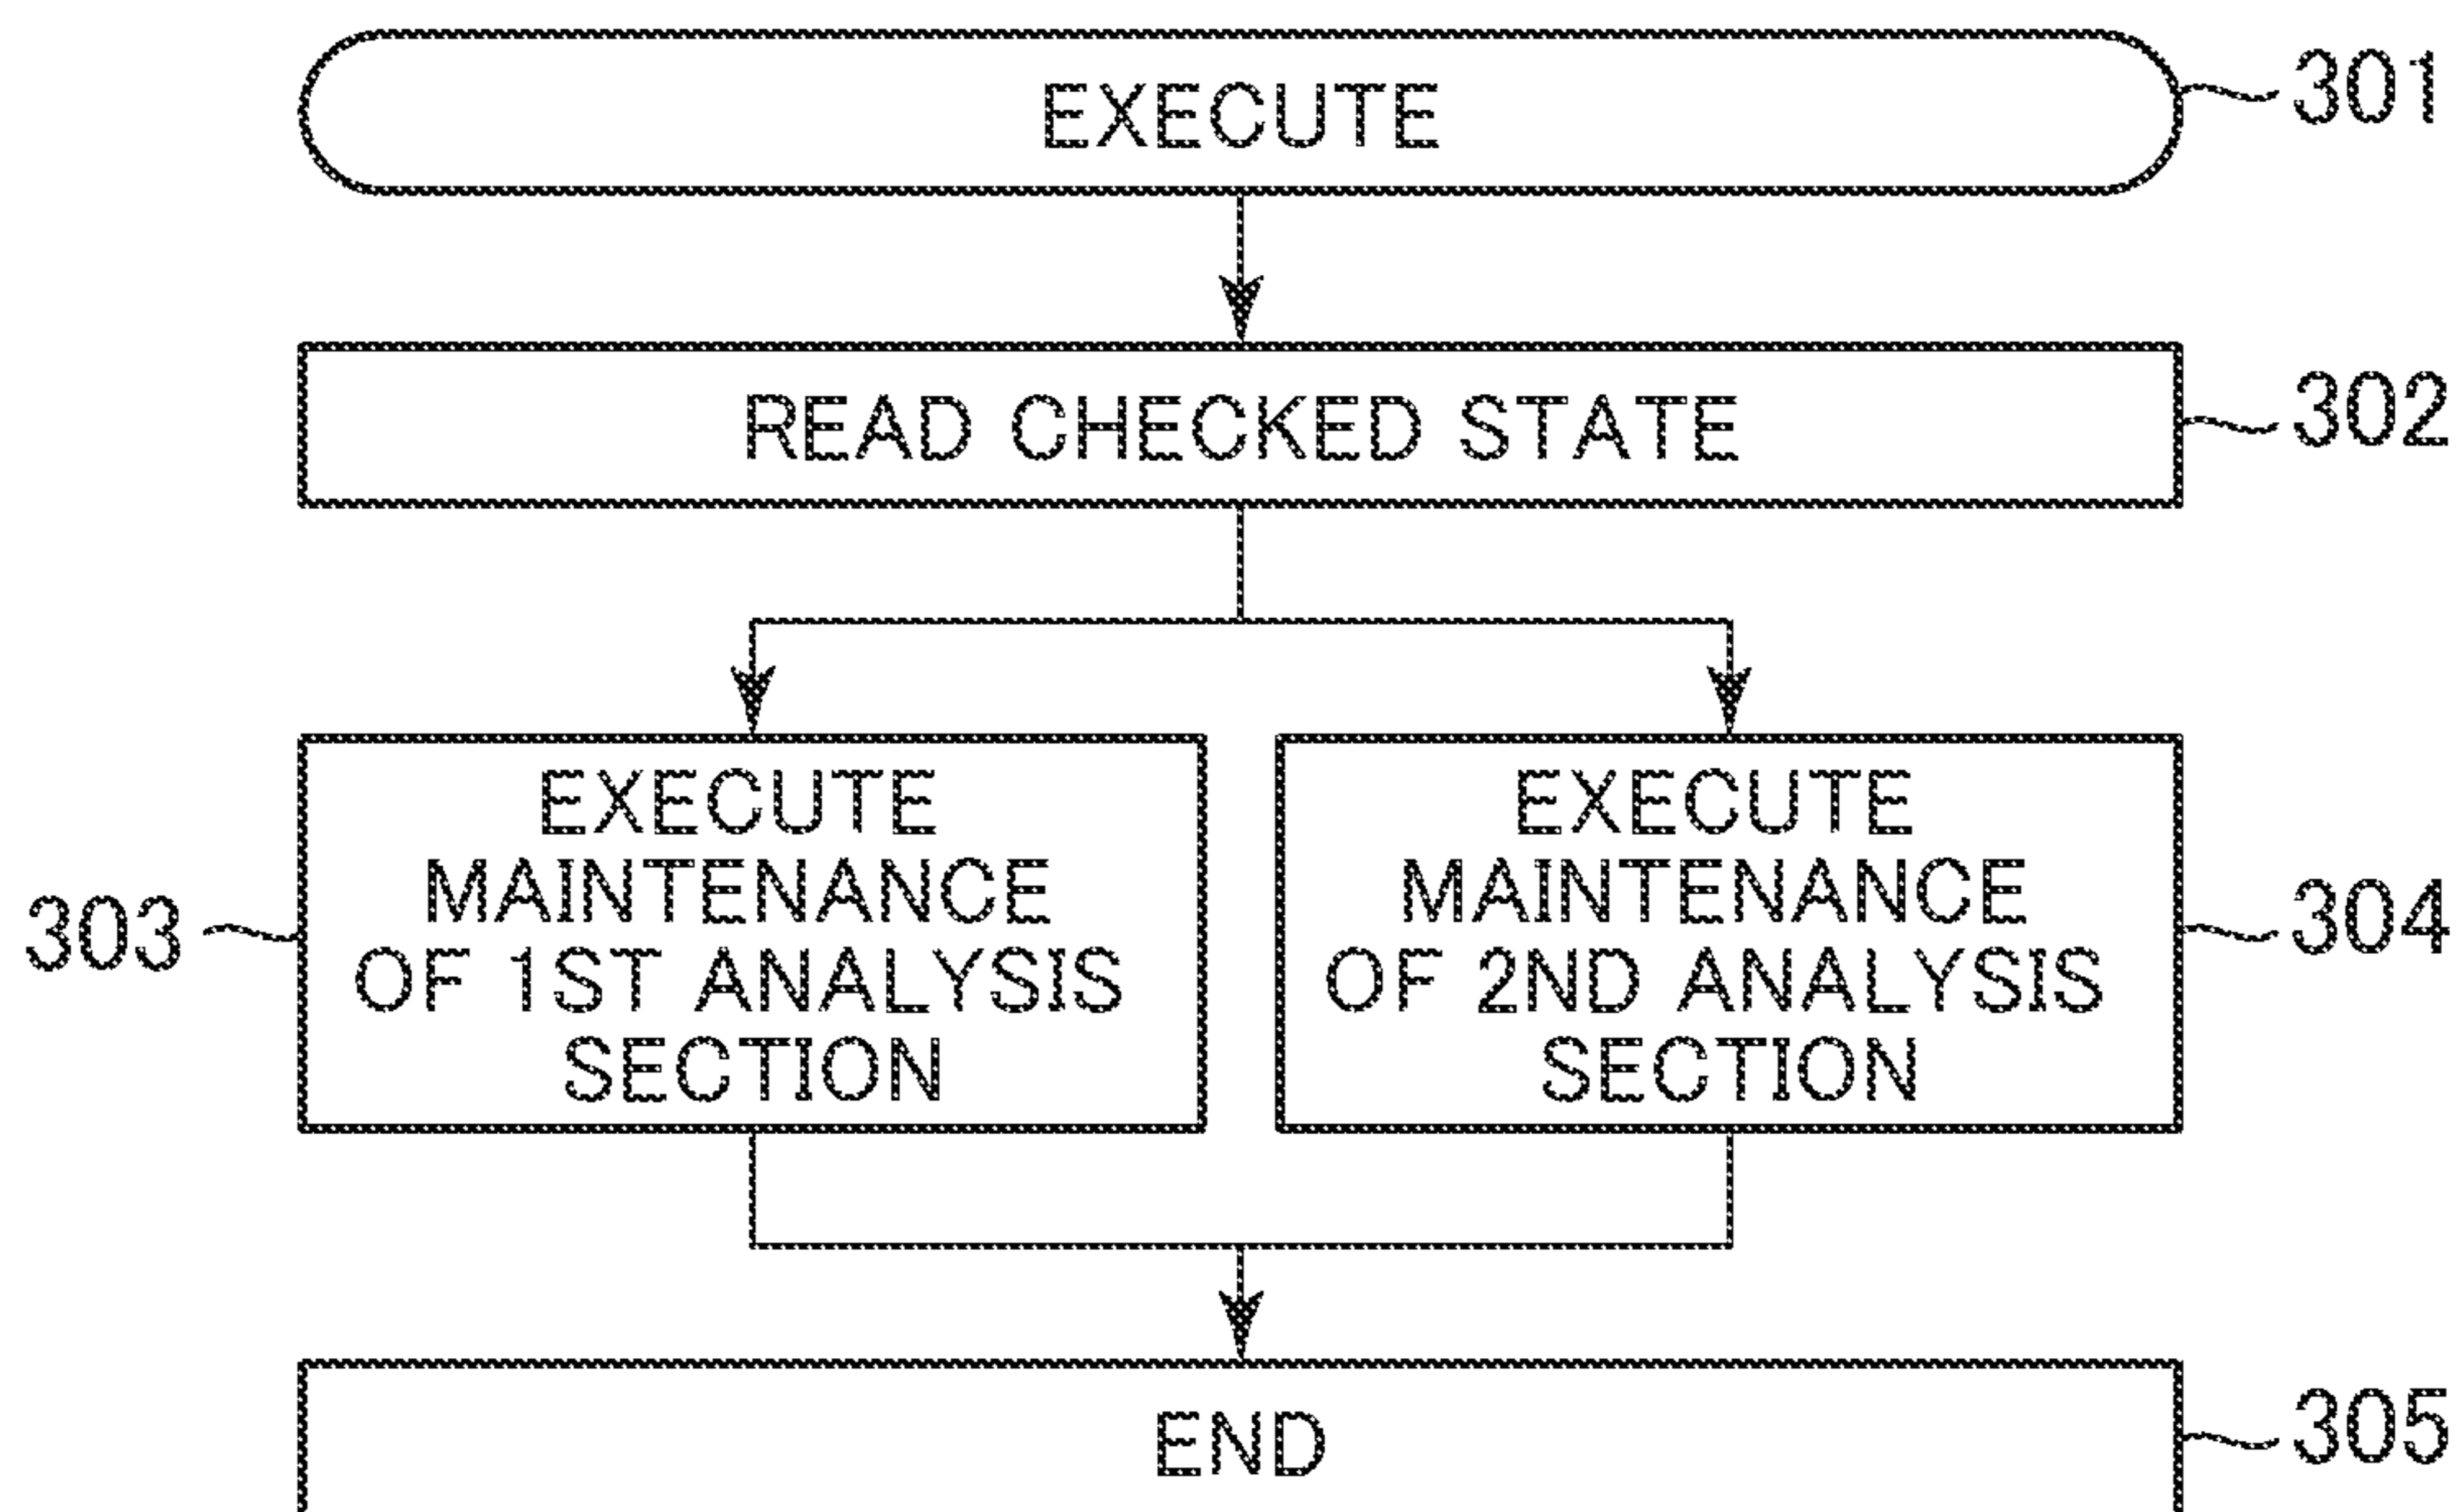 EXECUTE
301
READ CHECKED STATE
302
303
EXECUTE
MAINTENANCE
OF 1ST ANALYSIS
SECTION
EXECUTE
MAINTENANCE
OF 2ND ANALYSIS
SECTION
304
END
305